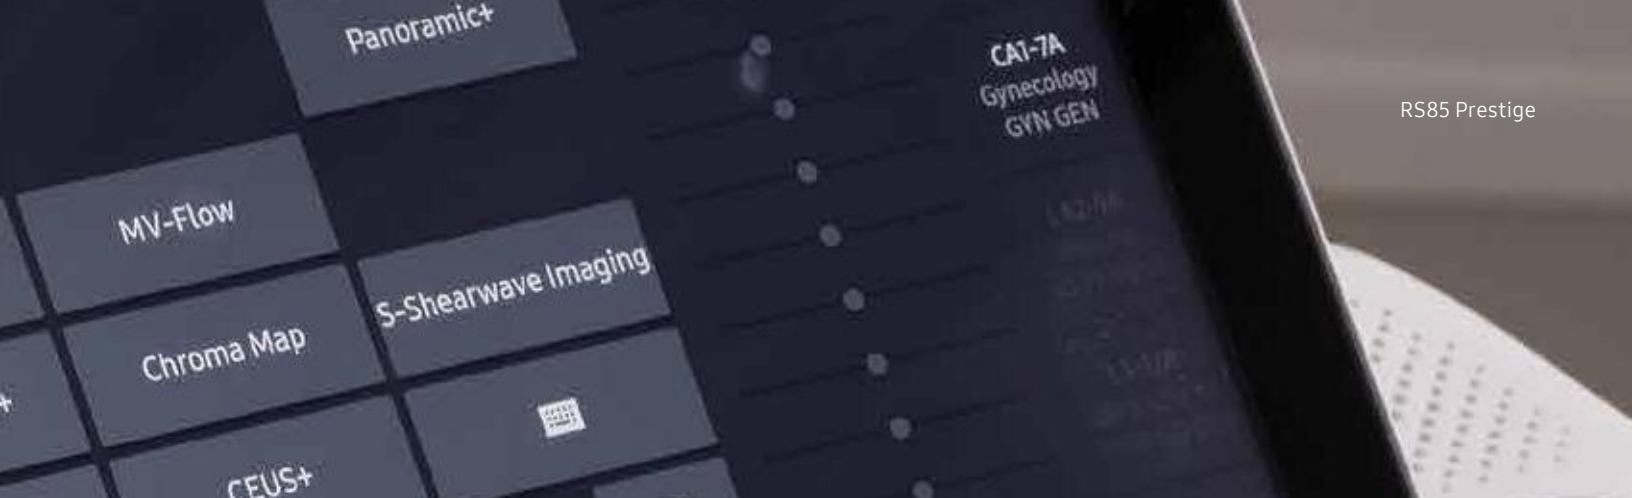 Panoramic+
CA1-7A
Gynecology
GYN GEN
RS85 Prestige
MV-Flow
S-Shearwave Imaging
Chroma Map
+
CEUS+